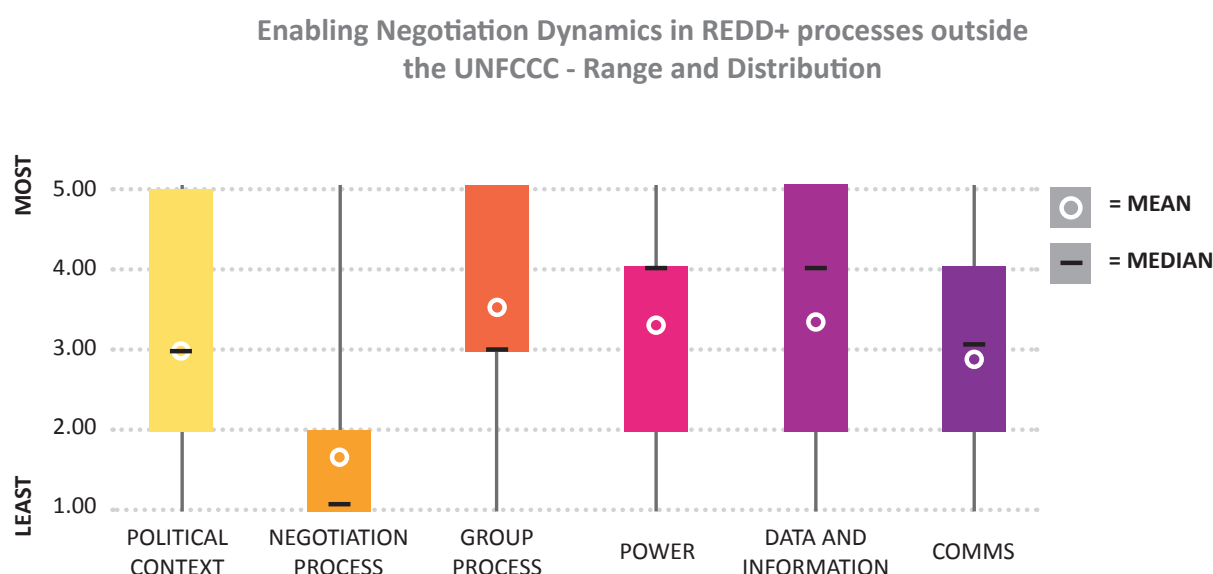 Enabling Negotiation Dynamics in REDD+ processes outside
the UNFCCC - Range and Distribution
MOST
5.00
4.00
3.00
2.00
1.00
LEAST
= MEAN
= MEDIAN
POLITICAL
CONTEXT
NEGOTIATION
PROCESS
GROUP
PROCESS
POWER
DATA AND
INFORMATION
COMMS